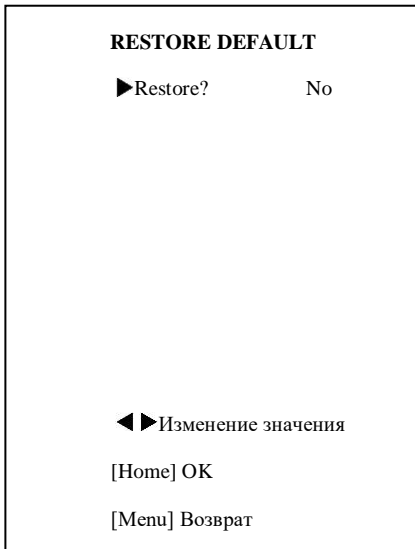 RESTORE DEFAULT
▶Restore? No
◀ ▶Изменение значения
[Home] OK
[Menu] Возврат